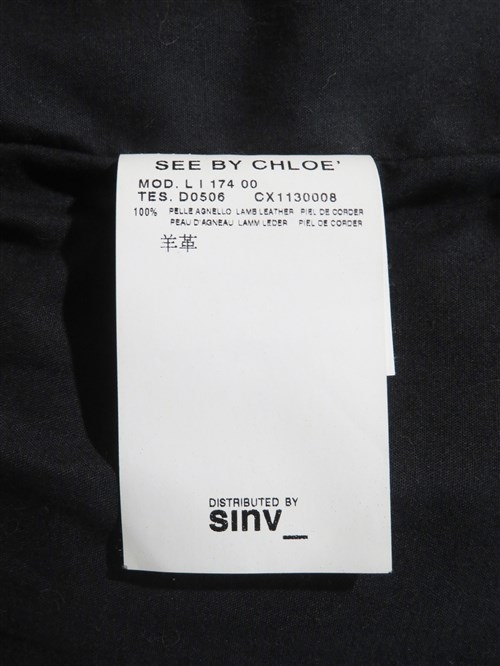 SEE BY CHLOE'
MOD. L I 174 00
TES. D0506 CX1130008
100% PELLE AGNELLO LAMB LEATHER PIEL DE CORDER
PEAU D'AGNEAU LAMM LEDER PIEL DE CORDER
羊革
DISTRIBUTED BY
sinv_